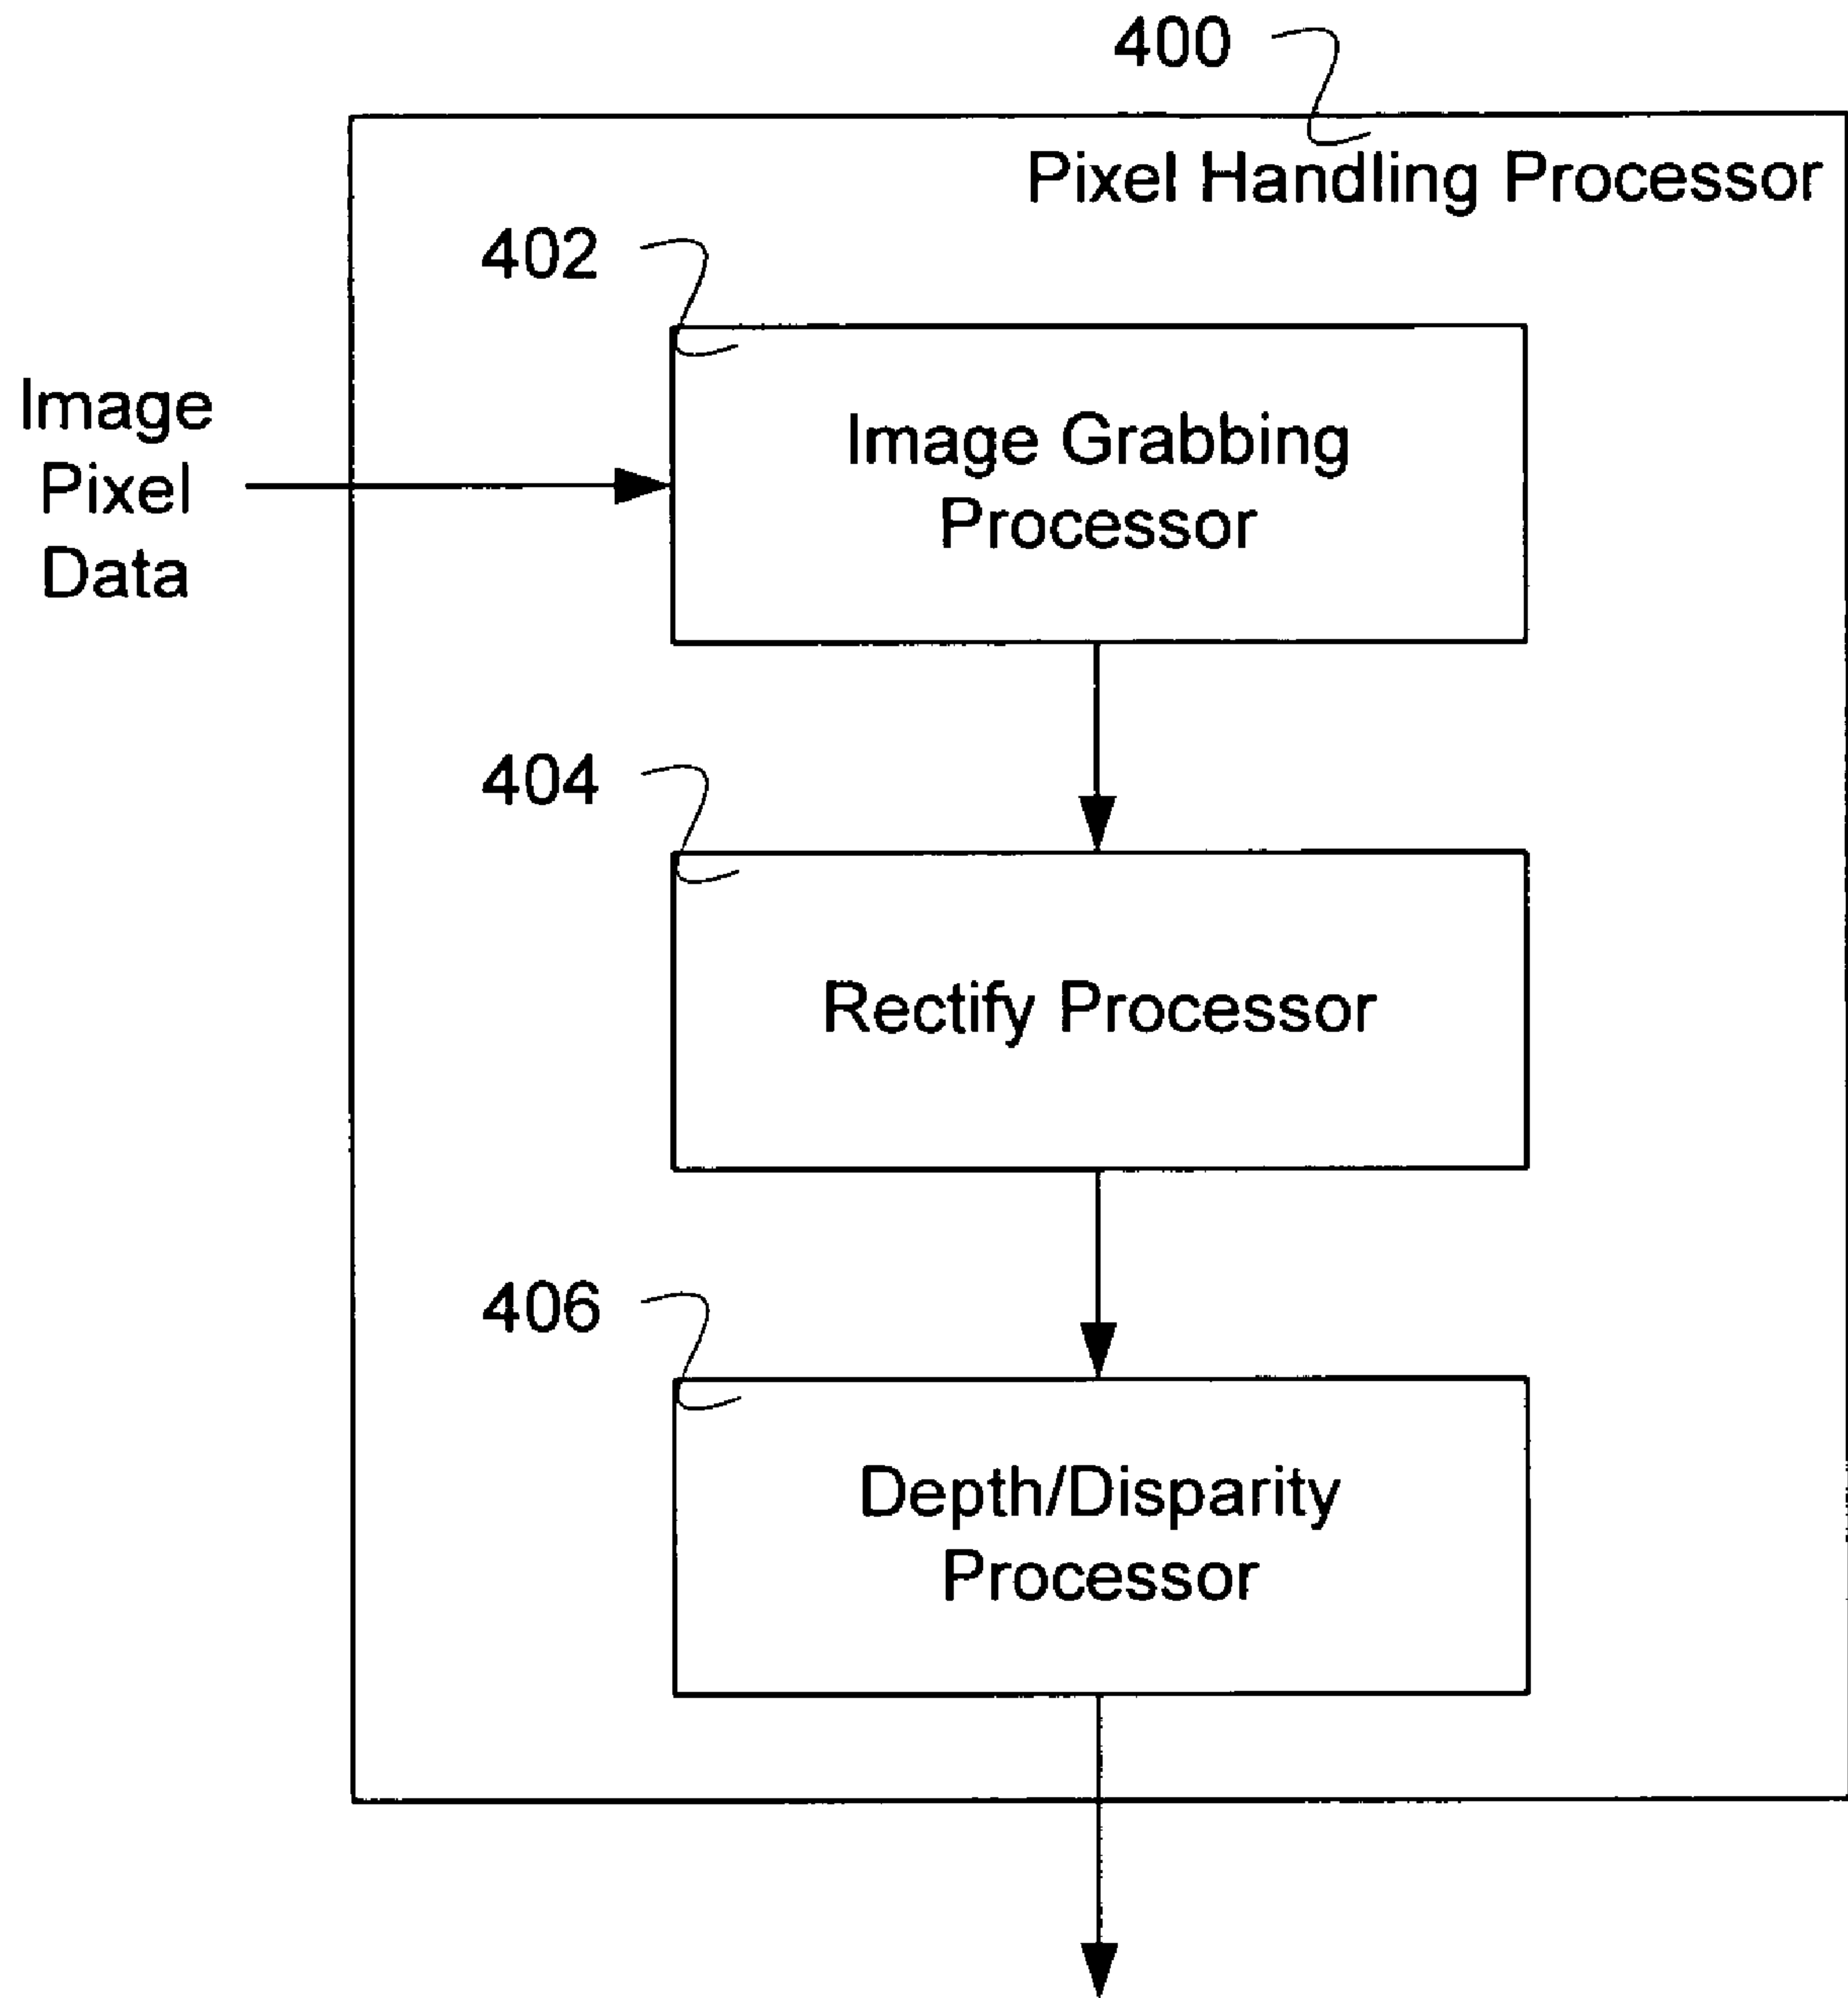 400
Pixel Handling Processor
402
Image
Pixel
Data
Image Grabbing
Processor
404
Rectify Processor
406
Depth/Disparity
Processor